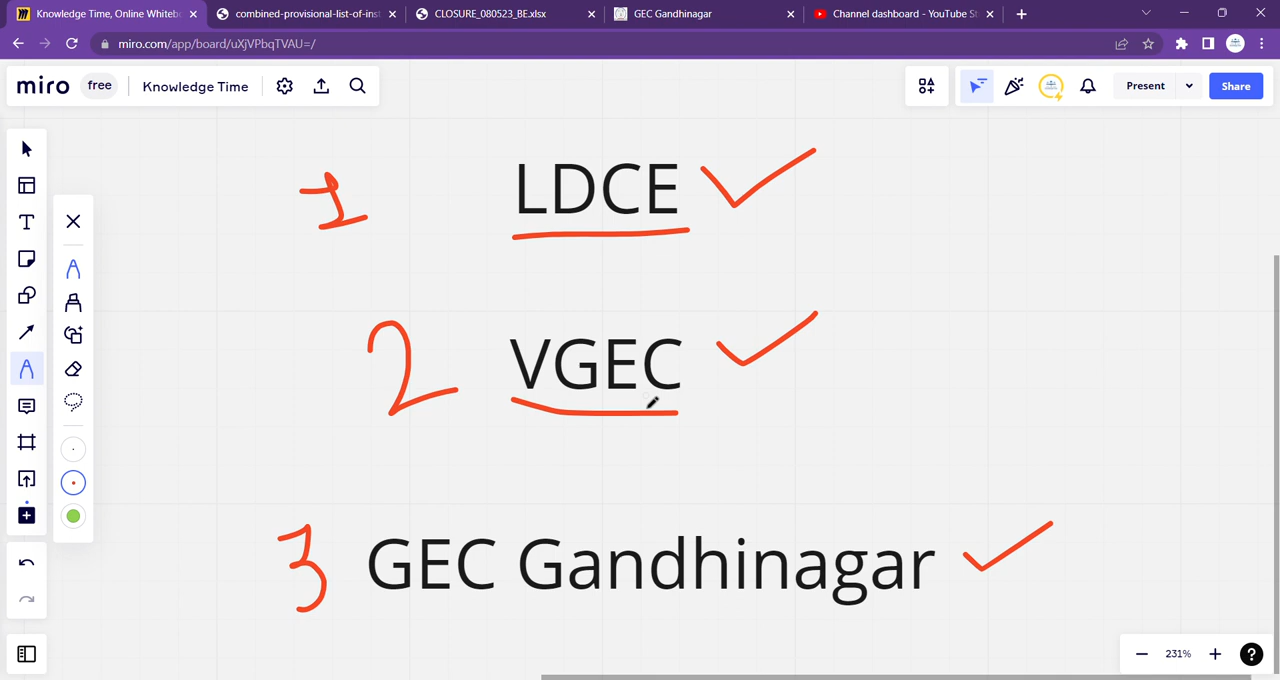 Knowledge Time, Online Whitebo
combined-provisional-list-of-inst
CLOSURE_080523_BE.xlsx
GEC Gandhinagar
Channel dashboard - YouTube St
miro.com/app/board/uXjVPbqTVAU=/
miro free Knowledge Time
Present
Share
1 LDCE
2 VGEC
3 GEC Gandhinagar
231%